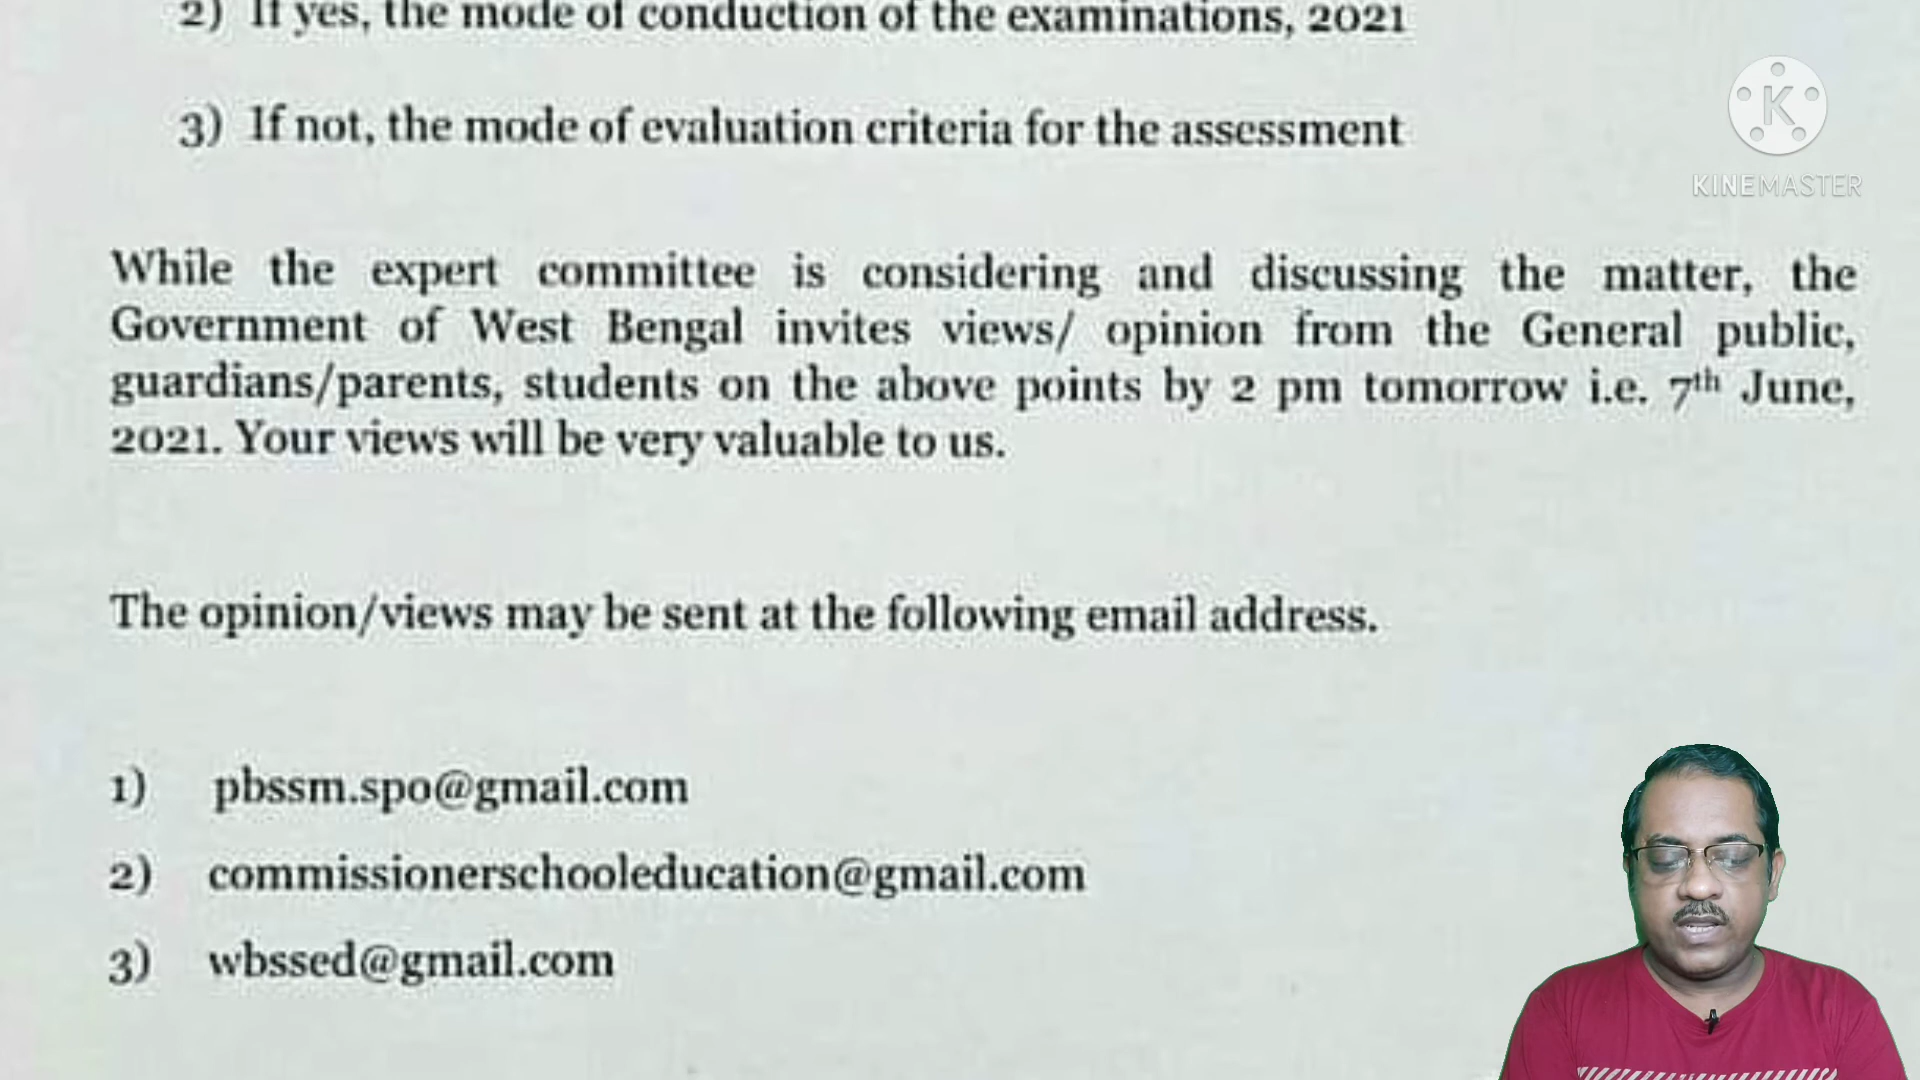 2) If yes, the mode of conduction of the examinations, 2021
3) If not, the mode of evaluation criteria for the assessment
KINEMASTER
While the expert committee is considering and discussing the matter, the
Government of West Bengal invites views/ opinion from the General public,
guardians/parents, students on the above points by 2 pm tomorrow i.e. 7th June,
2021. Your views will be very valuable to us.
The opinion/views may be sent at the following email address.
1) pbssm.spo@gmail.com
2) commissionerschooleducation@gmail.com
3) wbssed@gmail.com